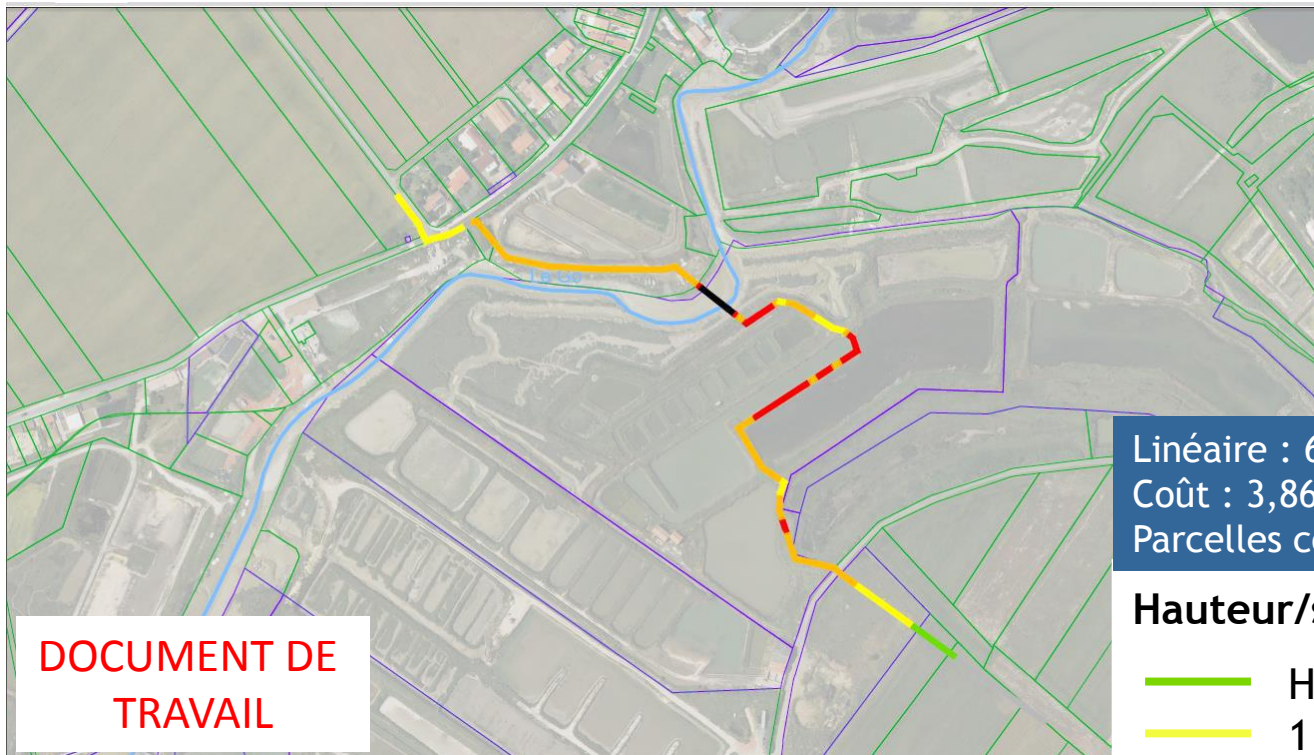 DOCUMENT DE
TRAVAIL
Linéaire : 6
Coût : 3,86
Parcelles
Hauteur/
H
1